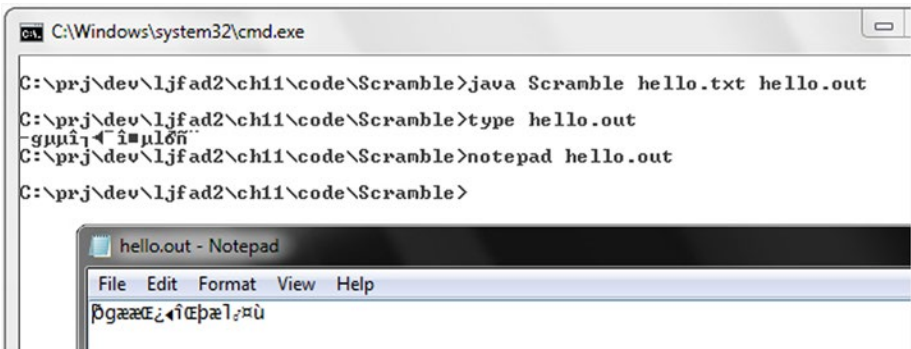 C:\Windows\system32\cmd.exe
C:\prj\dev\ljfad2\ch11\code\Scramble>java Scramble hello.txt hello.out
C:\prj\dev\ljfad2\ch11\code\Scramble>type hello.out
C:\prj\dev\ljfad2\ch11\code\Scramble>notepad hello.out
C:\prj\dev\ljfad2\ch11\code\Scramble>
hello.out - Notepad
File Edit Format View Help